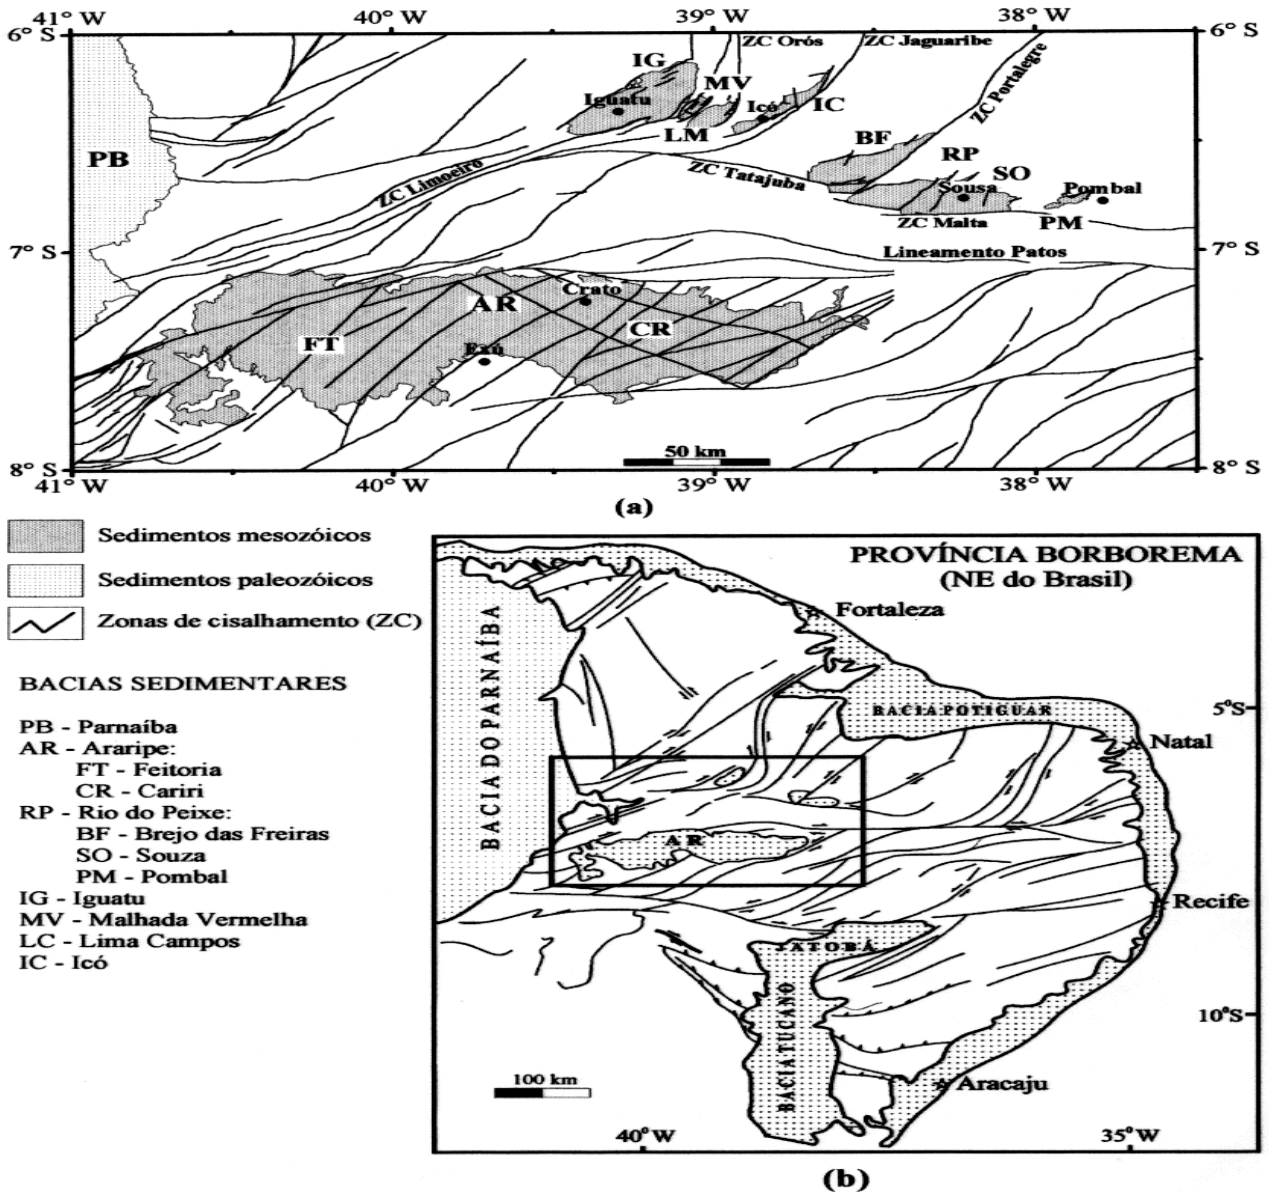 41° W 40° W 39° W 38° W
6° S 6° S
ZC Orós ZC Jaguaribe
IG
MV
Iguatu Icó IC
ZC Portalegre
LM BF
PB RP
ZC Limoeiro ZC Tatajuba SO
Sousa Pombal
ZC Malta PM
7° S 7° S
Lineamento Patos
Crato
AR
FT CR
Exú
50 km
8° S 8° S
41° W 40° W 39° W 38° W
(a)
Sedimentos mesozóicos
Sedimentos paleozóicos
Zonas de cisalhamento (ZC)
BACIAS SEDIMENTARES
PB - Parnaíba
AR - Araripe:
FT - Feitoria
CR - Cariri
RP - Rio do Peixe:
BF - Brejo das Freiras
SO - Souza
PM - Pombal
IG - Iguatu
MV - Malhada Vermelha
LC - Lima Campos
IC - Icó
PROVÍNCIA BORBOREMA
(NE do Brasil)
Fortaleza
BACIA DO PARNAÍBA
BACIA POTIGUAR
5°S
Natal
AR
Recife
JATOBÁ
BACIA TUCANO
10°S
Aracaju
100 km
40°W 35°W
(b)